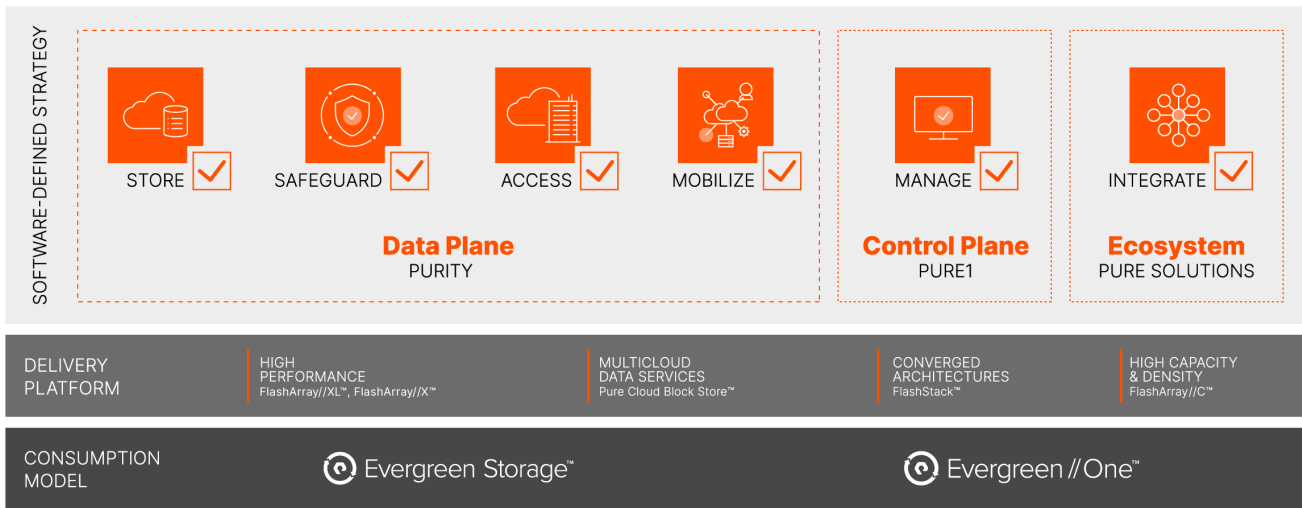 SOFTWARE-DEFINED STRATEGY
STORE
SAFEGUARD
ACCESS
MOBILIZE
Data Plane
PURITY
MANAGE
Control Plane
PURE1
INTEGRATE
Ecosystem
PURE SOLUTIONS
DELIVERY
PLATFORM
HIGH
PERFORMANCE
FlashArray//XL™, FlashArray//X™
MULTICLOUD
DATA SERVICES
Pure Cloud Block Store™
CONVERGED
ARCHITECTURES
FlashStack™
HIGH CAPACITY
& DENSITY
FlashArray//C™
CONSUMPTION
MODEL
Evergreen Storage™
Evergreen//One™